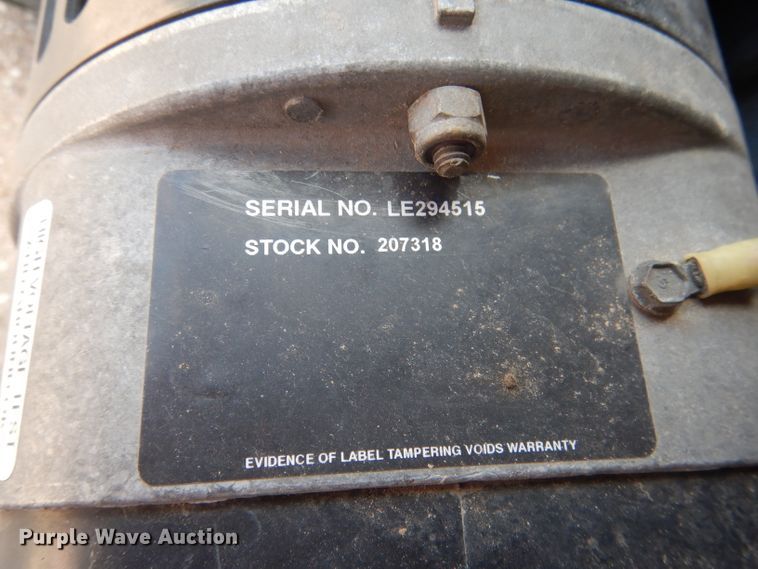 SERIAL NO. LE294515
STOCK NO. 207318
EVIDENCE OF LABEL TAMPERING VOIDS WARRANTY
Purple Wave Auction